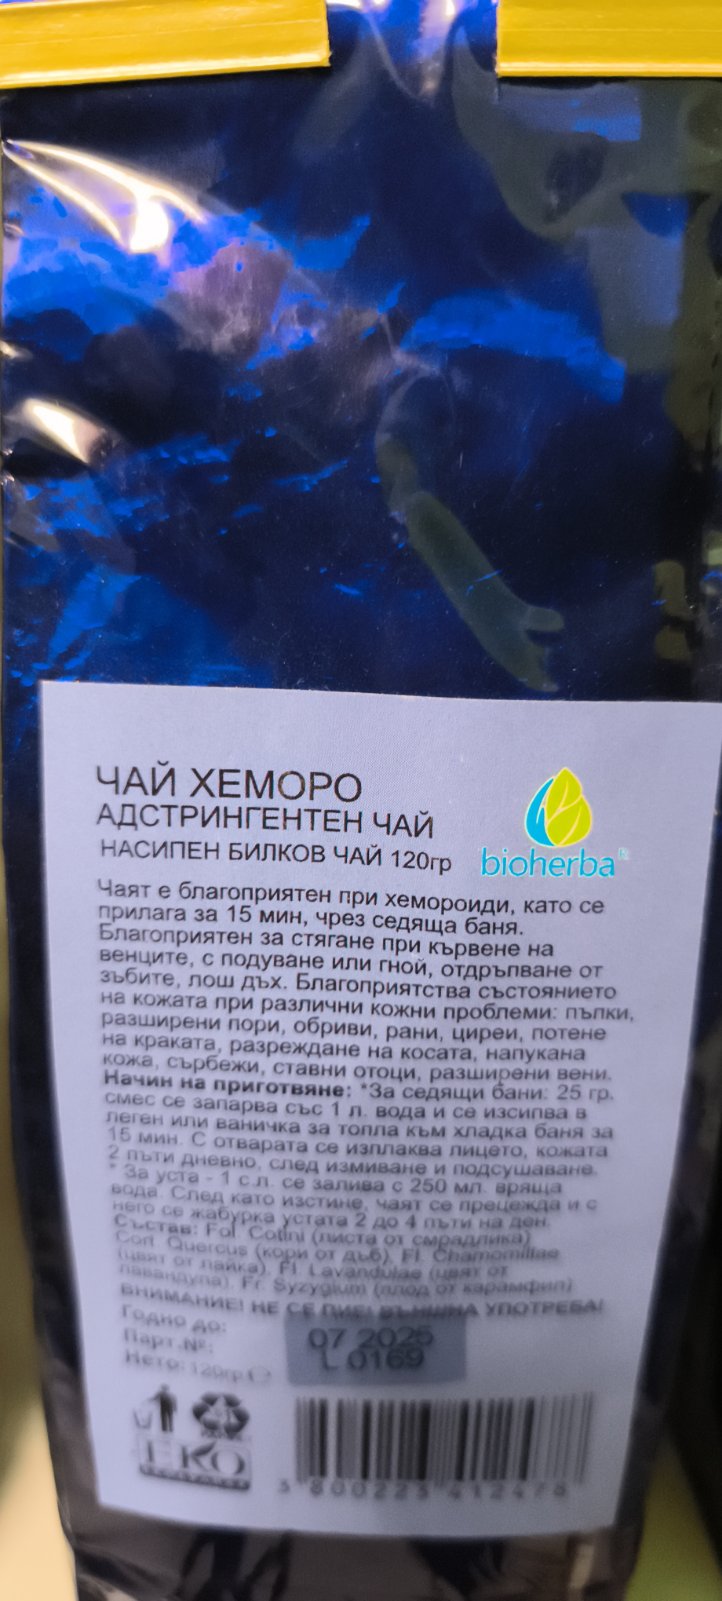 ЧАЙ ХЕМОРО
АДСТРИНГЕНТЕН ЧАЙ
НАСИПЕН БИЛКОВ ЧАЙ 120гр
bioherba
Чаят е благоприятен при хемороиди, като се
прилага за 15 мин, чрез седяща баня.
Благоприятен за стягане при кървене на
венците, с подуване или гной, отдръпване от
зъбите, лош дъх. Благоприятства състоянието
на кожата при различни кожни проблеми: пъпки,
разширени пори, обриви, рани, циреи, потене
на краката, разреждане на косата, напукана
кожа, сърбежи, ставни отоци, разширени вени.
Начин на приготвяне: *За седящи бани: 25 гр.
смес се запарва със 1 л. вода и се изсипва в
леген или ваничка за топла към хладка баня за
15 мин. С отварата се изплаква лицето, кожата
2 пъти дневно, след измиване и подсушаване.
* За уста - 1 с.л. се залива с 250 мл. вряща
вода. След като изстине, чаят се прецежда и с
него се жабурка устата 2 до 4 пъти на ден.
Състав: Fol. Cotini (листа от смрадлика)
Cort. Quercus (кори от дъб), Fl. Chamomillae
(цвят от лайка), Fl. Lavandulae (цвят от
лавандула), Fr. Syzygium (плод от карамфил)
ВНИМАНИЕ! НЕ СЕ ПИЕ! ВЪНШНА УПОТРЕБА!
Годно до: 07 2025
Парт.№: L 0169
Нето: 120гр.
EKO
3 800223 412476